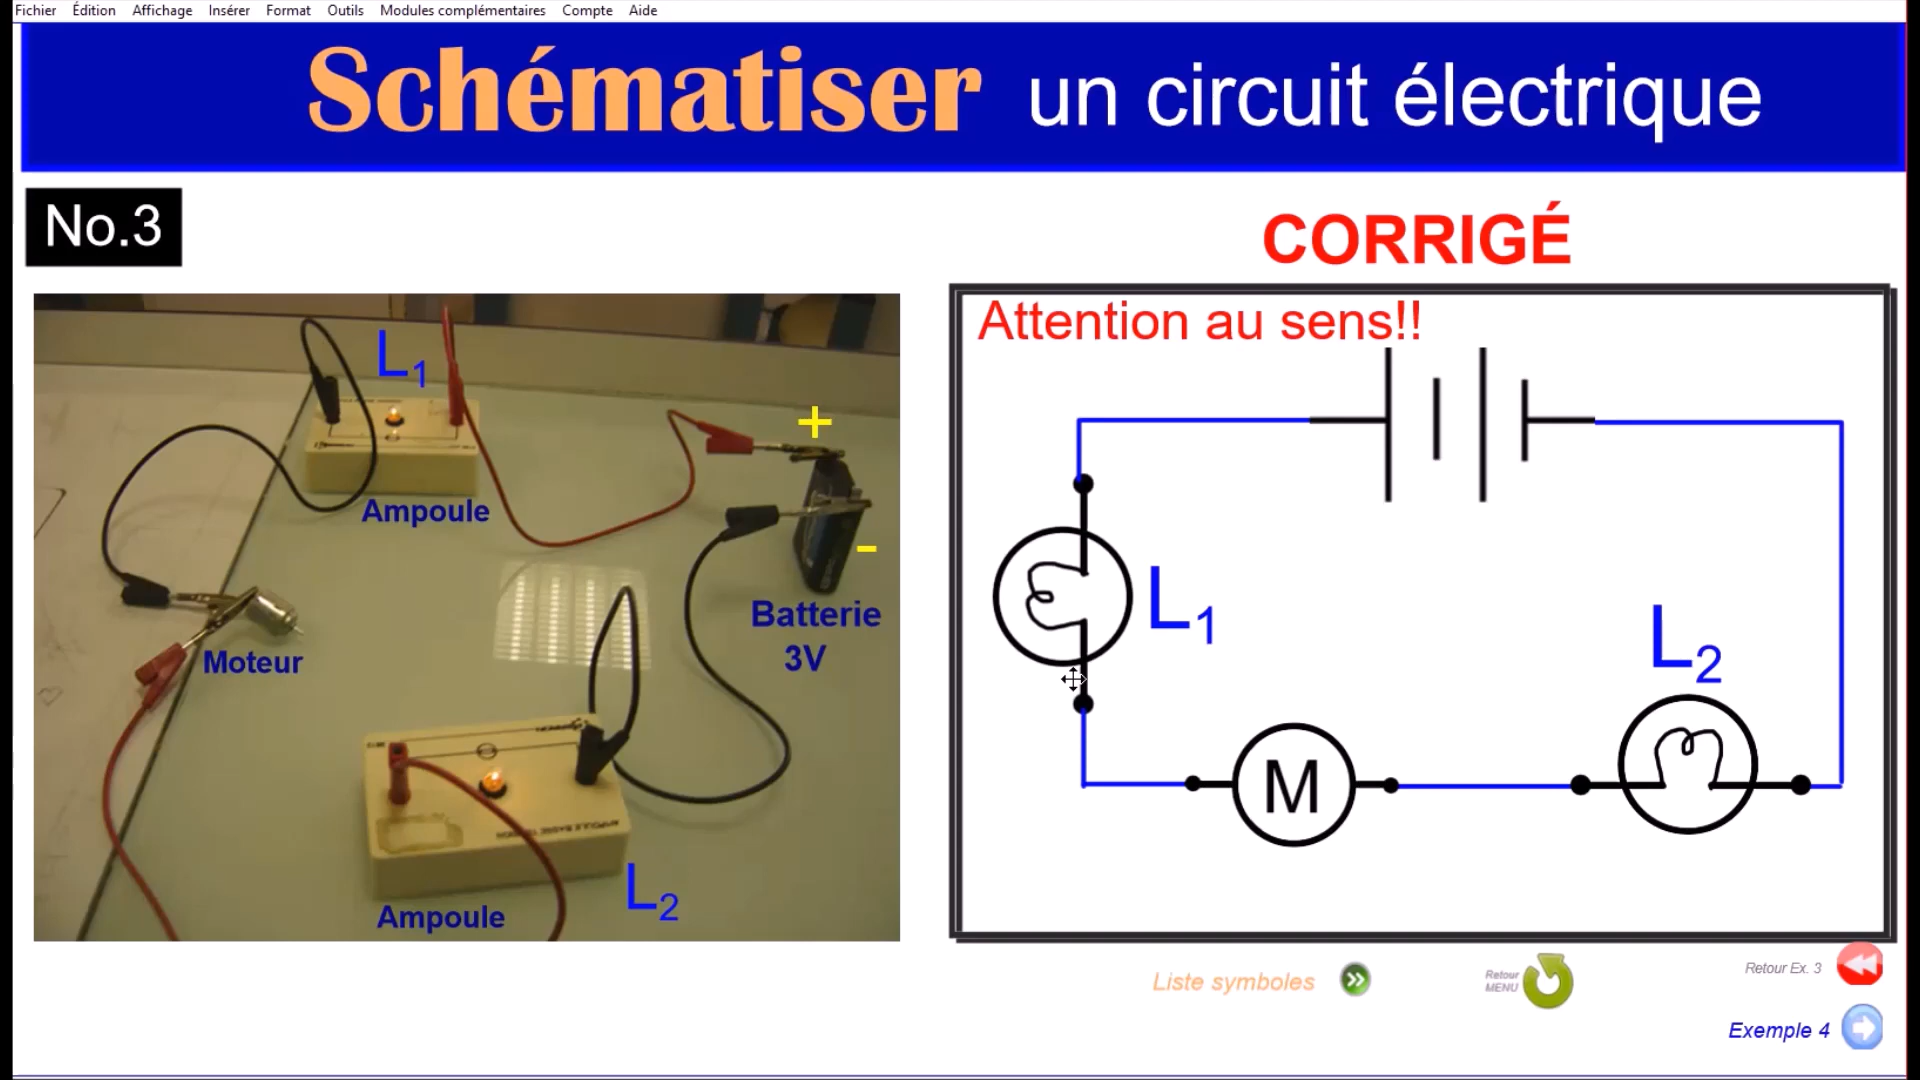 Fichier Édition Affichage Insérer Format Outils Modules complémentaires Compte Aide
Schématiser un circuit électrique
No.3
CORRIGÉ
L1
+
Ampoule
-
Batterie
3V
Moteur
L2
Ampoule
Attention au sens!!
L1
L2
M
Liste symboles
Retour
MENU
Retour Ex. 3
Exemple 4